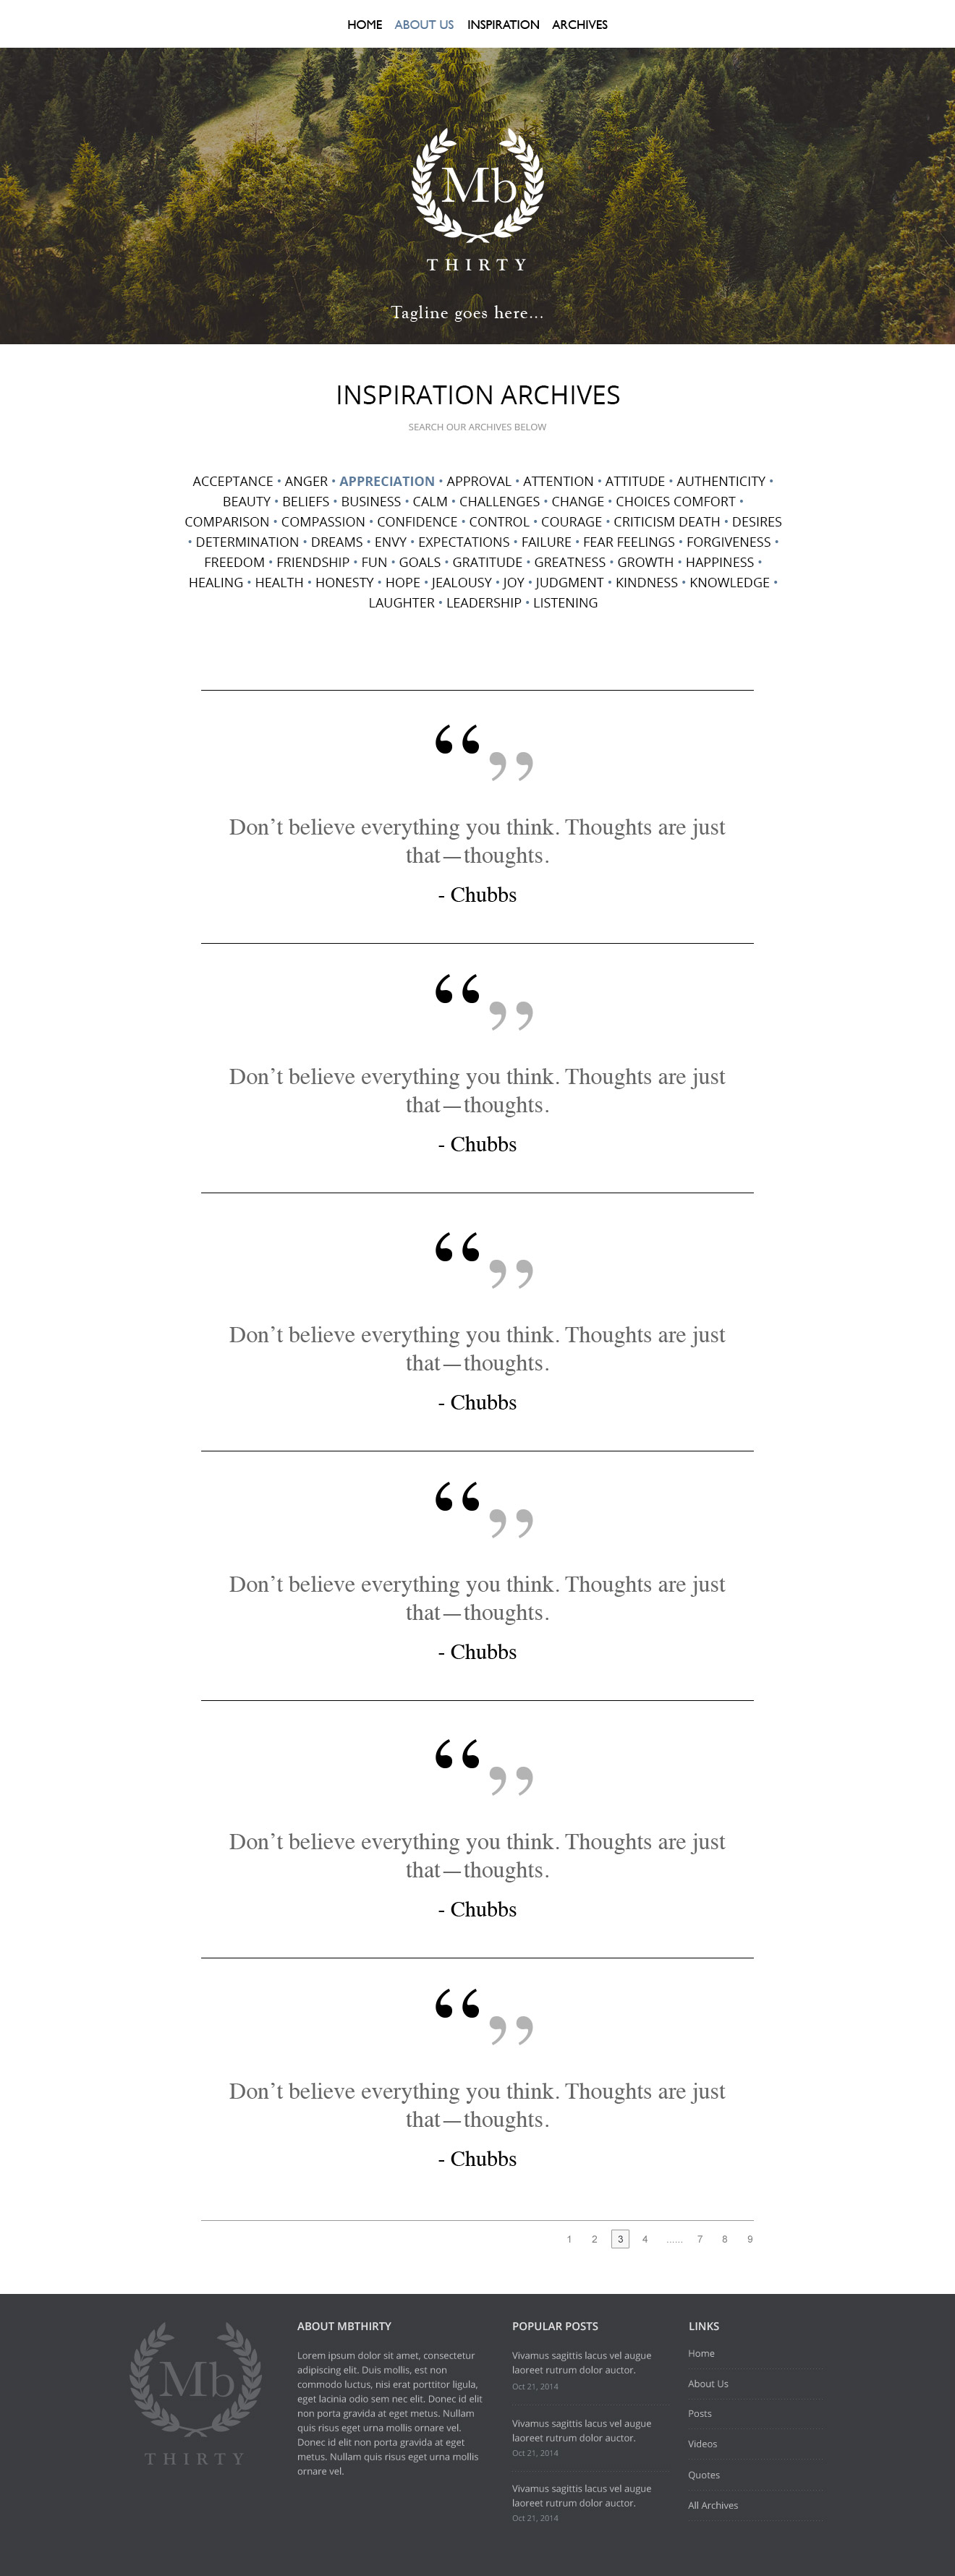 HOME ABOUT US INSPIRATION ARCHIVES
Mb
THIRTY
Tagline goes here...
INSPIRATION ARCHIVES
SEARCH OUR ARCHIVES BELOW
ACCEPTANCE • ANGER • APPRECIATION • APPROVAL • ATTENTION • ATTITUDE • AUTHENTICITY •
BEAUTY • BELIEFS • BUSINESS • CALM • CHALLENGES • CHANGE • CHOICES COMFORT •
COMPARISON • COMPASSION • CONFIDENCE • CONTROL • COURAGE • CRITICISM DEATH • DESIRES
• DETERMINATION • DREAMS • ENVY • EXPECTATIONS • FAILURE • FEAR FEELINGS • FORGIVENESS •
FREEDOM • FRIENDSHIP • FUN • GOALS • GRATITUDE • GREATNESS • GROWTH • HAPPINESS •
HEALING • HEALTH • HONESTY • HOPE • JEALOUSY • JOY • JUDGMENT • KINDNESS • KNOWLEDGE •
LAUGHTER • LEADERSHIP • LISTENING
“ ”
Don’t believe everything you think. Thoughts are just
that—thoughts.
- Chubbs
“ ”
Don’t believe everything you think. Thoughts are just
that—thoughts.
- Chubbs
“ ”
Don’t believe everything you think. Thoughts are just
that—thoughts.
- Chubbs
“ ”
Don’t believe everything you think. Thoughts are just
that—thoughts.
- Chubbs
“ ”
Don’t believe everything you think. Thoughts are just
that—thoughts.
- Chubbs
“ ”
Don’t believe everything you think. Thoughts are just
that—thoughts.
- Chubbs
1 2 3 4 ...... 7 8 9
Mb
THIRTY
ABOUT MBTHIRTY
Lorem ipsum dolor sit amet, consectetur
adipiscing elit. Duis mollis, est non
commodo luctus, nisi erat porttitor ligula,
eget lacinia odio sem nec elit. Donec id elit
non porta gravida at eget metus. Nullam
quis risus eget urna mollis ornare vel.
Donec id elit non porta gravida at eget
metus. Nullam quis risus eget urna mollis
ornare vel.
POPULAR POSTS
Vivamus sagittis lacus vel augue
laoreet rutrum dolor auctor.
Oct 21, 2014
Vivamus sagittis lacus vel augue
laoreet rutrum dolor auctor.
Oct 21, 2014
Vivamus sagittis lacus vel augue
laoreet rutrum dolor auctor.
Oct 21, 2014
LINKS
Home
About Us
Posts
Videos
Quotes
All Archives